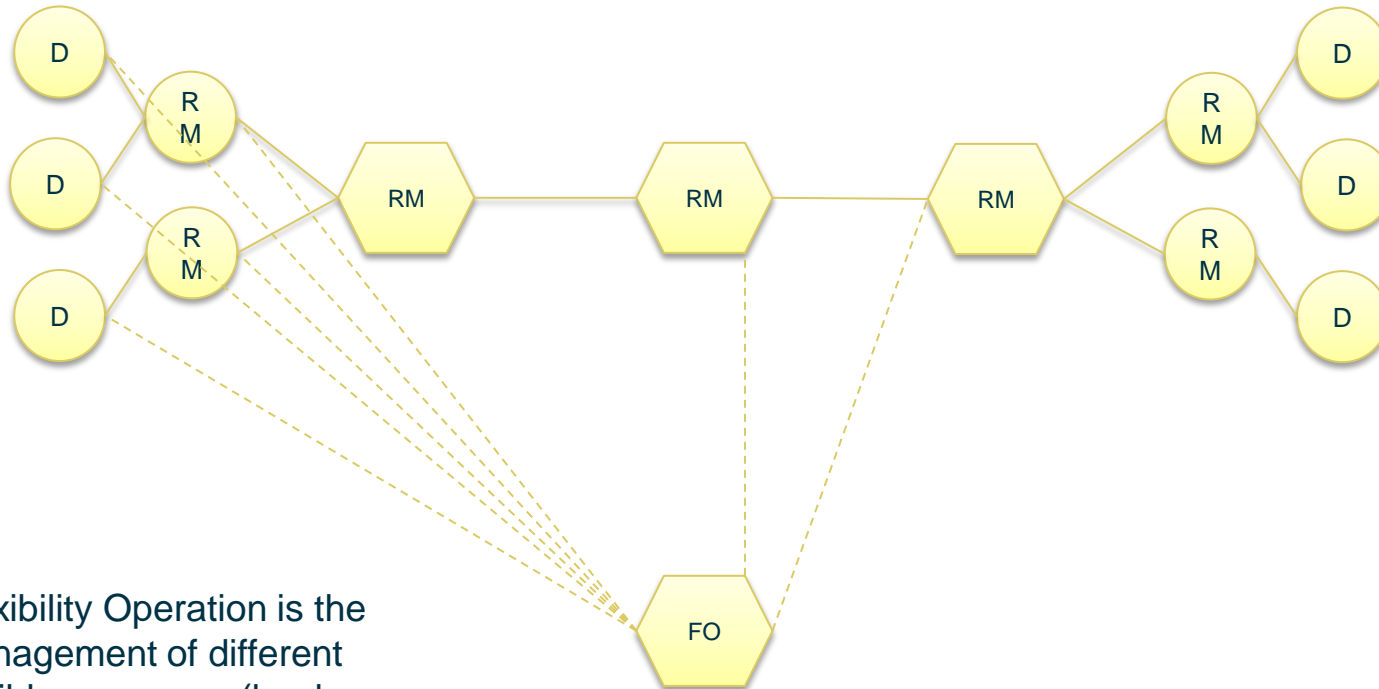 D
R
M
D
R
M
D
RM
RM
RM
R
M
D
D
R
M
D
FO
xibility Operation is the
nagement of different